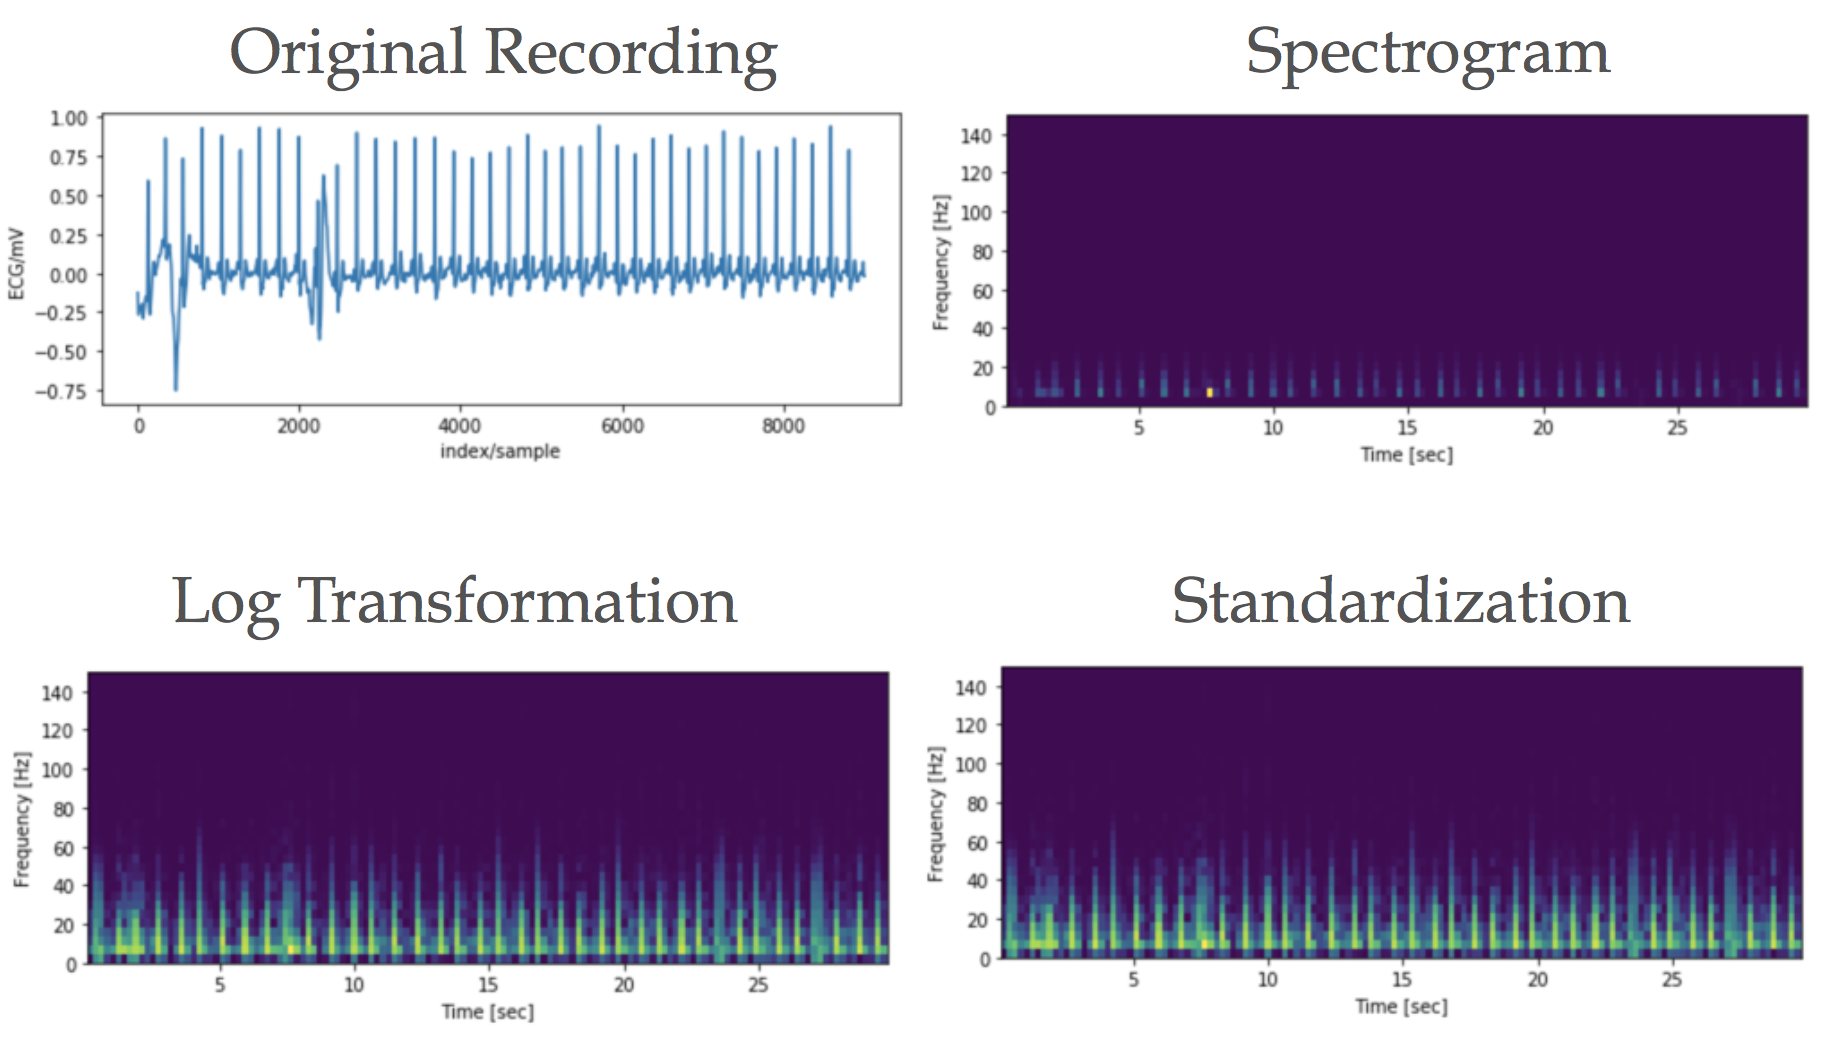 Original Recording
1.00
0.75
0.50
0.25
0.00
−0.25
−0.50
−0.75
ECG/mV
0 2000 4000 6000 8000
index/sample
Spectrogram
140
120
100
80
60
40
20
0
Frequency [Hz]
5 10 15 20 25
Time [sec]
Log Transformation
140
120
100
80
60
40
20
0
Frequency [Hz]
5 10 15 20 25
Time [sec]
Standardization
140
120
100
80
60
40
20
0
Frequency [Hz]
5 10 15 20 25
Time [sec]